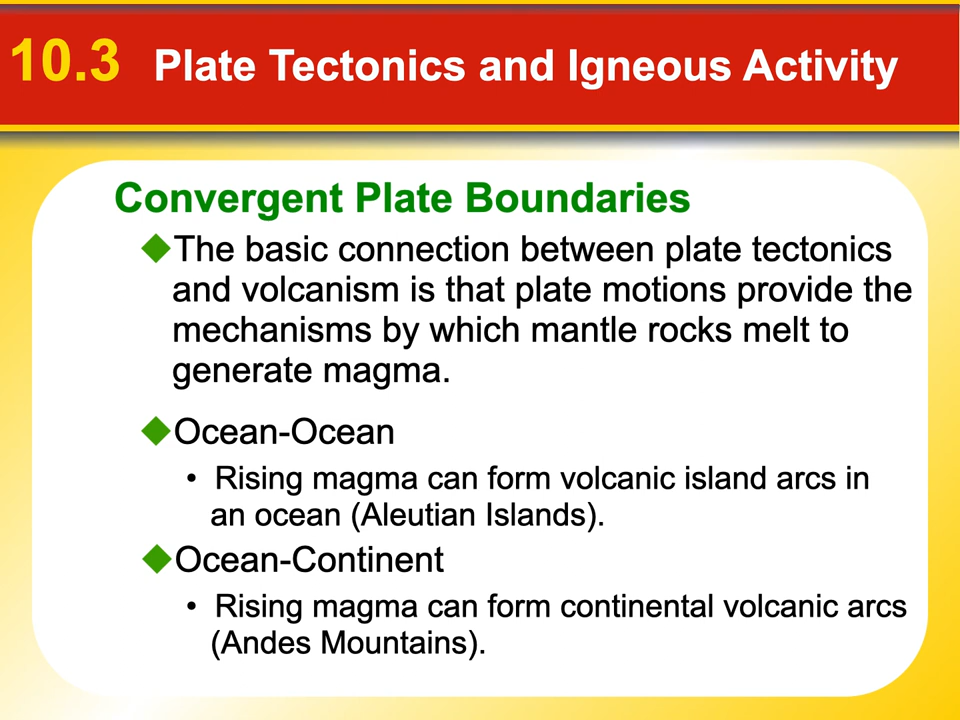 10.3 Plate Tectonics and Igneous Activity
Convergent Plate Boundaries
◆The basic connection between plate tectonics
and volcanism is that plate motions provide the
mechanisms by which mantle rocks melt to
generate magma.
◆Ocean-Ocean
• Rising magma can form volcanic island arcs in
an ocean (Aleutian Islands).
◆Ocean-Continent
• Rising magma can form continental volcanic arcs
(Andes Mountains).